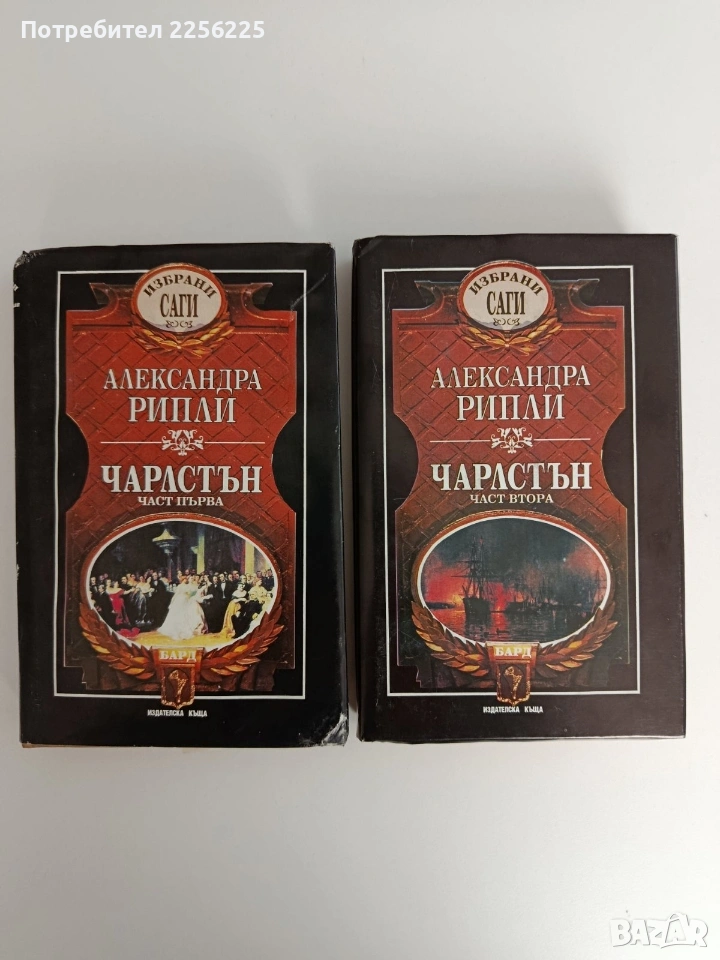 Потребител 2256225
ИЗБРАНИ
САГИ
АЛЕКСАНДРА
РИПЛИ
ЧАРЛСТЪН
ЧАСТ ПЪРВА
БАРД
ИЗДАТЕЛСКА КЪЩА
ИЗБРАНИ
САГИ
АЛЕКСАНДРА
РИПЛИ
ЧАРЛСТЪН
ЧАСТ ВТОРА
БАРД
ИЗДАТЕЛСКА КЪЩА
BAZAR